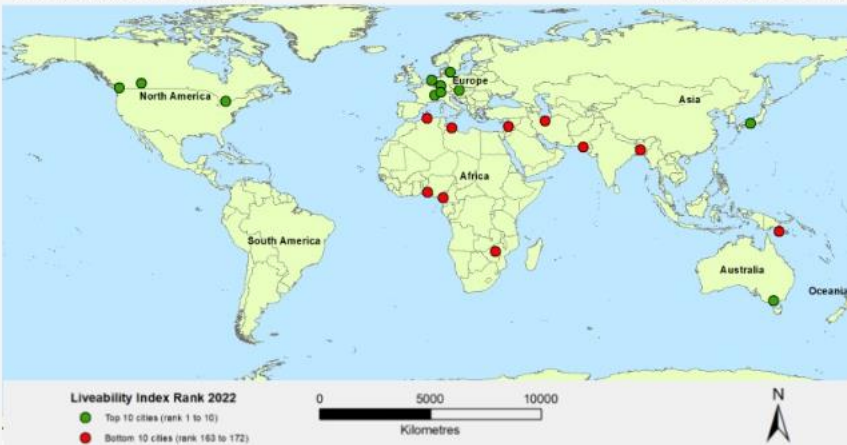 Europe
North America
Asia
Africa
South America
Australia
Oceania
Liveability Index Rank 2022
Top 10 cities (rank 1 to 10)
Bottom 10 cities (rank 163 to 172)
0 5000 10000
Kilometres
N